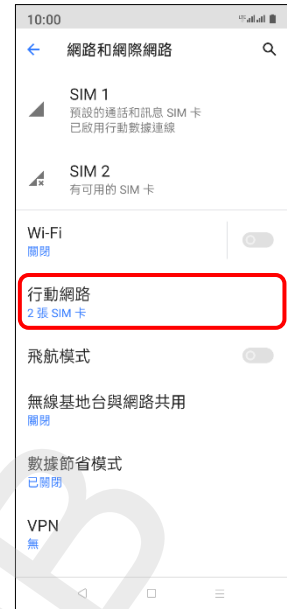 10:00
網路和網際網路
SIM 1
預設的通話和訊息 SIM 卡
已啟用行動數據連線
SIM 2
有可用的 SIM 卡
Wi-Fi
關閉
行動網路
2 張 SIM 卡
飛航模式
無線基地台與網路共用
關閉
數據節省模式
已關閉
VPN
無